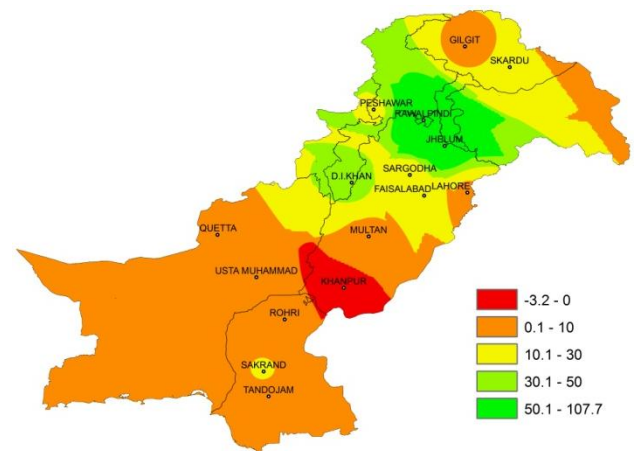 GILGIT
SKARDU
PESHAWAR
RAWALPINDI
JHELUM
SARGODHA
D.I.KHAN
FAISALABAD
LAHORE
QUETTA
MULTAN
USTA MUHAMMAD
KHANPUR
ROHRI
SAKRAND
TANDOJAM
-3.2 - 0
0.1 - 10
10.1 - 30
30.1 - 50
50.1 - 107.7